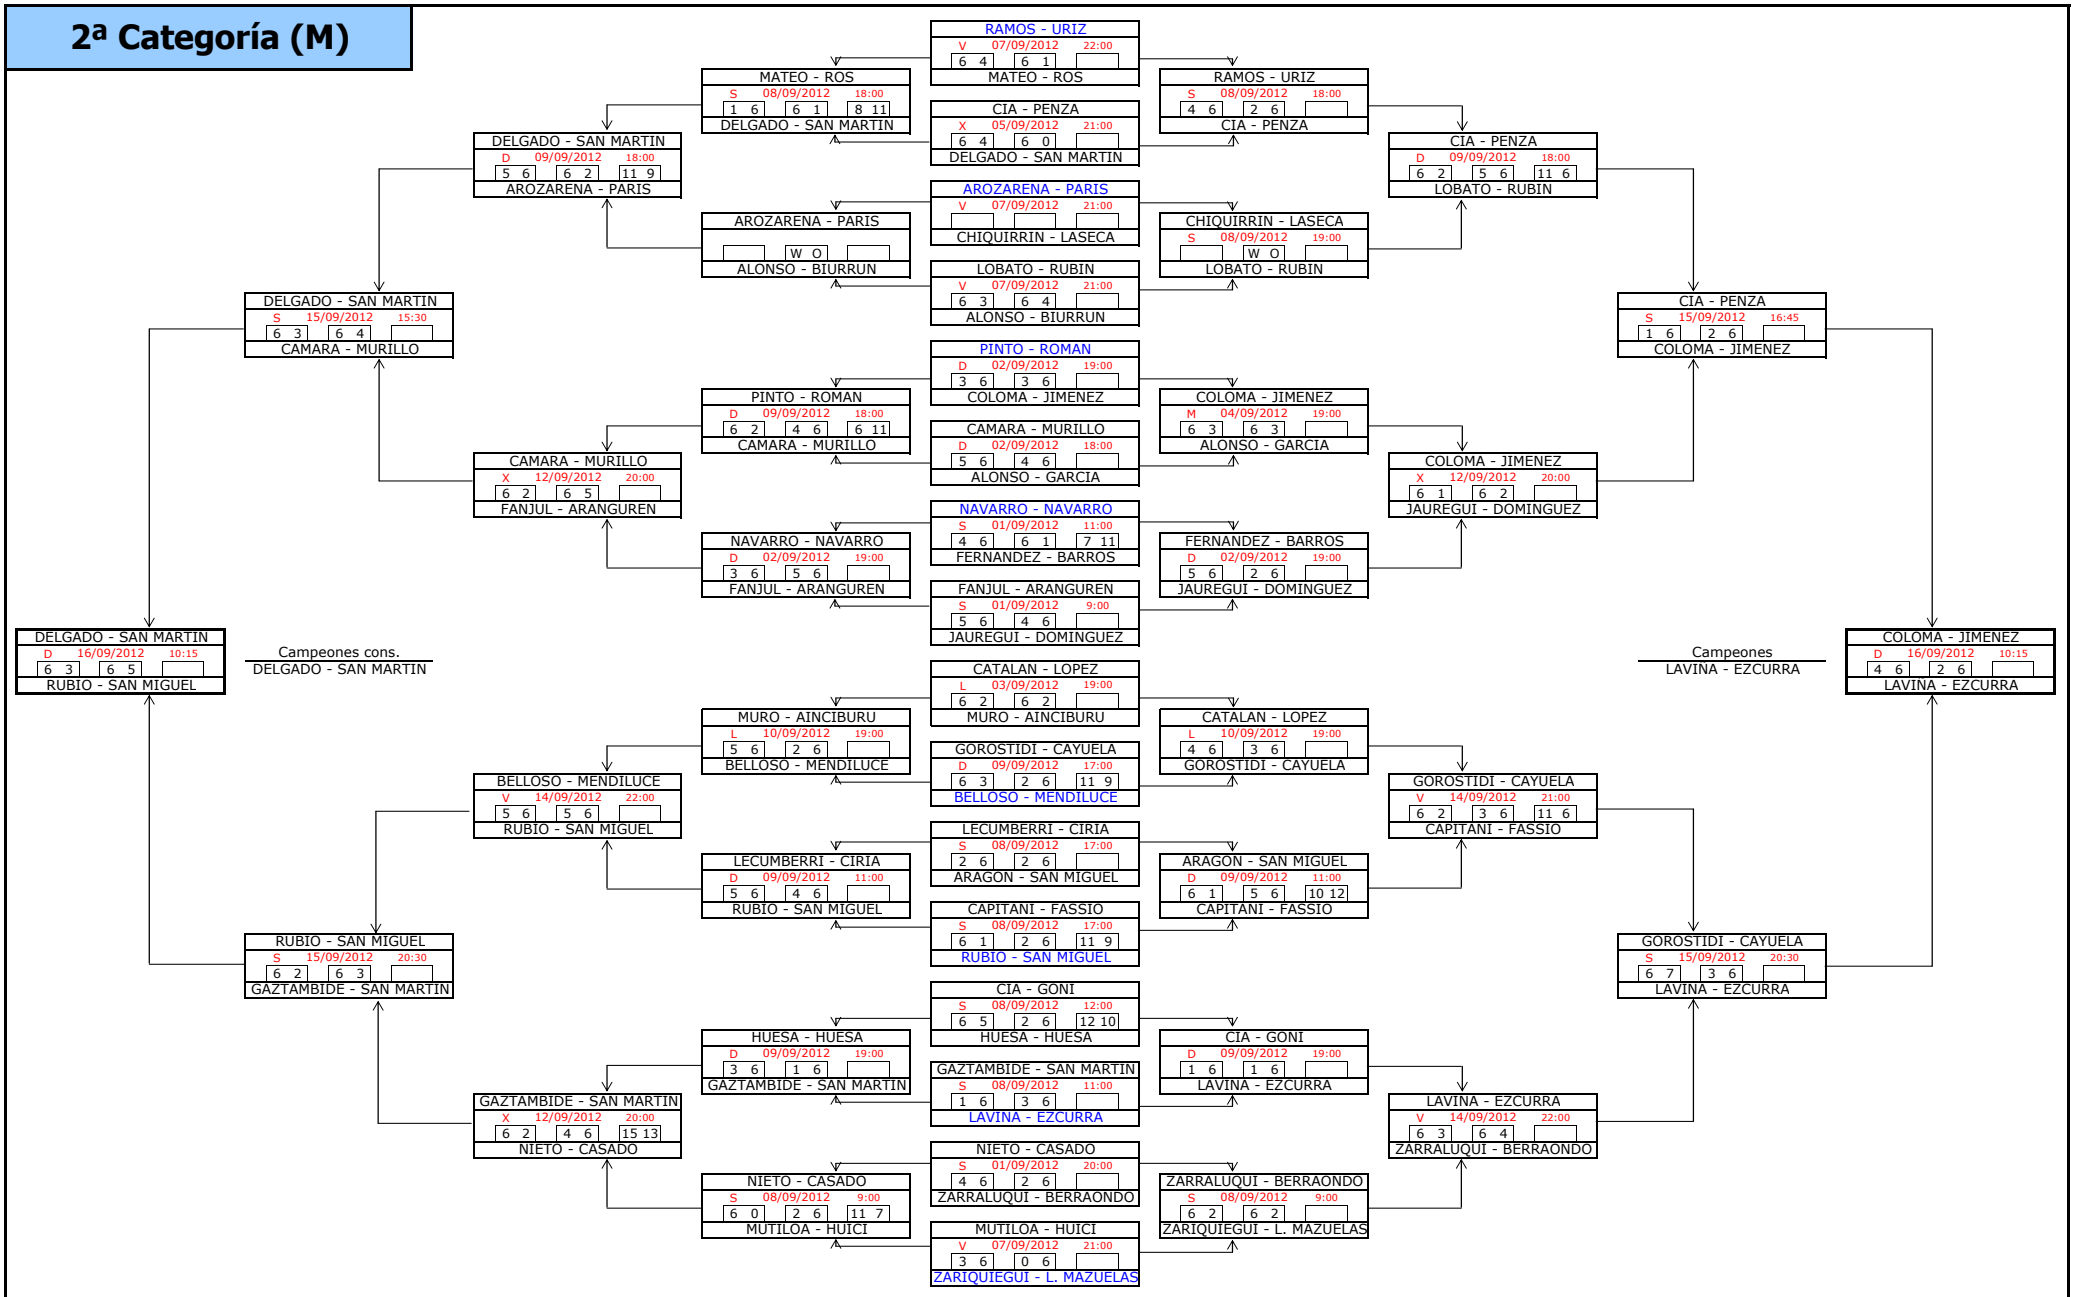 2ª Categoría (M)
RAMOS - URIZ
V 07/09/2012 22:00
6 4 6 1
MATEO - ROS
CIA - PENZA
X 05/09/2012 21:00
6 4 6 0
DELGADO - SAN MARTIN
AROZARENA - PARIS
V 07/09/2012 21:00
CHIQUIRRIN - LASECA
LOBATO - RUBIN
V 07/09/2012 21:00
6 3 6 4
ALONSO - BIURRUN
PINTO - ROMAN
D 02/09/2012 19:00
3 6 3 6
COLOMA - JIMENEZ
CAMARA - MURILLO
D 02/09/2012 18:00
5 6 4 6
ALONSO - GARCIA
NAVARRO - NAVARRO
S 01/09/2012 11:00
4 6 6 1 7 11
FERNANDEZ - BARROS
FANJUL - ARANGUREN
S 01/09/2012 9:00
5 6 4 6
JAUREGUI - DOMINGUEZ
CATALAN - LOPEZ
L 03/09/2012 19:00
6 2 6 2
MURO - AINCIBURU
GOROSTIDI - CAYUELA
D 09/09/2012 17:00
6 3 2 6 11 9
BELLOSO - MENDILUCE
LECUMBERRI - CIRIA
S 08/09/2012 17:00
2 6 2 6
ARAGON - SAN MIGUEL
CAPITANI - FASSIO
S 08/09/2012 17:00
6 1 2 6 11 9
RUBIO - SAN MIGUEL
CIA - GOÑI
S 08/09/2012 12:00
6 5 2 6 12 10
HUESA - HUESA
GAZTAMBIDE - SAN MARTIN
S 08/09/2012 11:00
1 6 3 6
LAVIÑA - EZCURRA
NIETO - CASADO
S 01/09/2012 20:00
4 6 2 6
ZARRALUQUI - BERRAONDO
MUTILOA - HUICI
V 07/09/2012 21:00
3 6 0 6
ZARIQUIEGUI - L. MAZUELAS
MATEO - ROS
S 08/09/2012 18:00
1 6 6 1 8 11
DELGADO - SAN MARTIN
AROZARENA - PARIS
W O
ALONSO - BIURRUN
PINTO - ROMAN
D 09/09/2012 18:00
6 2 4 6 6 11
CAMARA - MURILLO
NAVARRO - NAVARRO
D 02/09/2012 19:00
3 6 5 6
FANJUL - ARANGUREN
MURO - AINCIBURU
L 10/09/2012 19:00
5 6 2 6
BELLOSO - MENDILUCE
LECUMBERRI - CIRIA
D 09/09/2012 11:00
5 6 4 6
RUBIO - SAN MIGUEL
HUESA - HUESA
D 09/09/2012 19:00
3 6 1 6
GAZTAMBIDE - SAN MARTIN
NIETO - CASADO
S 08/09/2012 9:00
6 0 2 6 11 7
MUTILOA - HUICI
DELGADO - SAN MARTIN
D 09/09/2012 18:00
5 6 6 2 11 9
AROZARENA - PARIS
CAMARA - MURILLO
X 12/09/2012 20:00
6 2 6 5
FANJUL - ARANGUREN
BELLOSO - MENDILUCE
V 14/09/2012 22:00
5 6 5 6
RUBIO - SAN MIGUEL
GAZTAMBIDE - SAN MARTIN
X 12/09/2012 20:00
6 2 4 6 15 13
NIETO - CASADO
DELGADO - SAN MARTIN
S 15/09/2012 15:30
6 3 6 4
CAMARA - MURILLO
RUBIO - SAN MIGUEL
S 15/09/2012 20:30
6 2 6 3
GAZTAMBIDE - SAN MARTIN
DELGADO - SAN MARTIN
D 16/09/2012 10:15
6 3 6 5
RUBIO - SAN MIGUEL
Campeones cons.
DELGADO - SAN MARTIN
RAMOS - URIZ
S 08/09/2012 18:00
4 6 2 6
CIA - PENZA
CHIQUIRRIN - LASECA
S 08/09/2012 19:00
W O
LOBATO - RUBIN
COLOMA - JIMENEZ
M 04/09/2012 19:00
6 3 6 3
ALONSO - GARCIA
FERNANDEZ - BARROS
D 02/09/2012 19:00
5 6 2 6
JAUREGUI - DOMINGUEZ
CATALAN - LOPEZ
L 10/09/2012 19:00
4 6 3 6
GOROSTIDI - CAYUELA
ARAGON - SAN MIGUEL
D 09/09/2012 11:00
6 1 5 6 10 12
CAPITANI - FASSIO
CIA - GOÑI
D 09/09/2012 19:00
1 6 1 6
LAVIÑA - EZCURRA
ZARRALUQUI - BERRAONDO
S 08/09/2012 9:00
6 2 6 2
ZARIQUIEGUI - L. MAZUELAS
CIA - PENZA
D 09/09/2012 18:00
6 2 5 6 11 6
LOBATO - RUBIN
COLOMA - JIMENEZ
X 12/09/2012 20:00
6 1 6 2
JAUREGUI - DOMINGUEZ
GOROSTIDI - CAYUELA
V 14/09/2012 21:00
6 2 3 6 11 6
CAPITANI - FASSIO
LAVIÑA - EZCURRA
V 14/09/2012 22:00
6 3 6 4
ZARRALUQUI - BERRAONDO
CIA - PENZA
S 15/09/2012 16:45
1 6 2 6
COLOMA - JIMENEZ
GOROSTIDI - CAYUELA
S 15/09/2012 20:30
6 7 3 6
LAVIÑA - EZCURRA
Campeones
LAVIÑA - EZCURRA
COLOMA - JIMENEZ
D 16/09/2012 10:15
4 6 2 6
LAVIÑA - EZCURRA